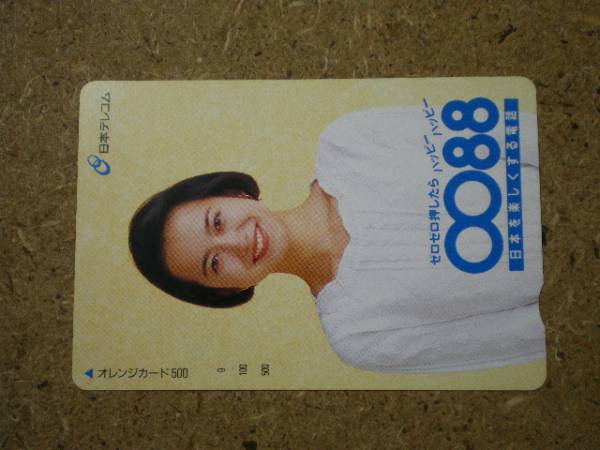 日本テレコム
ゼロゼロ押したらハッピーハッピー
0088
日本を楽しくする電話
オレンジカード500
0
100
500